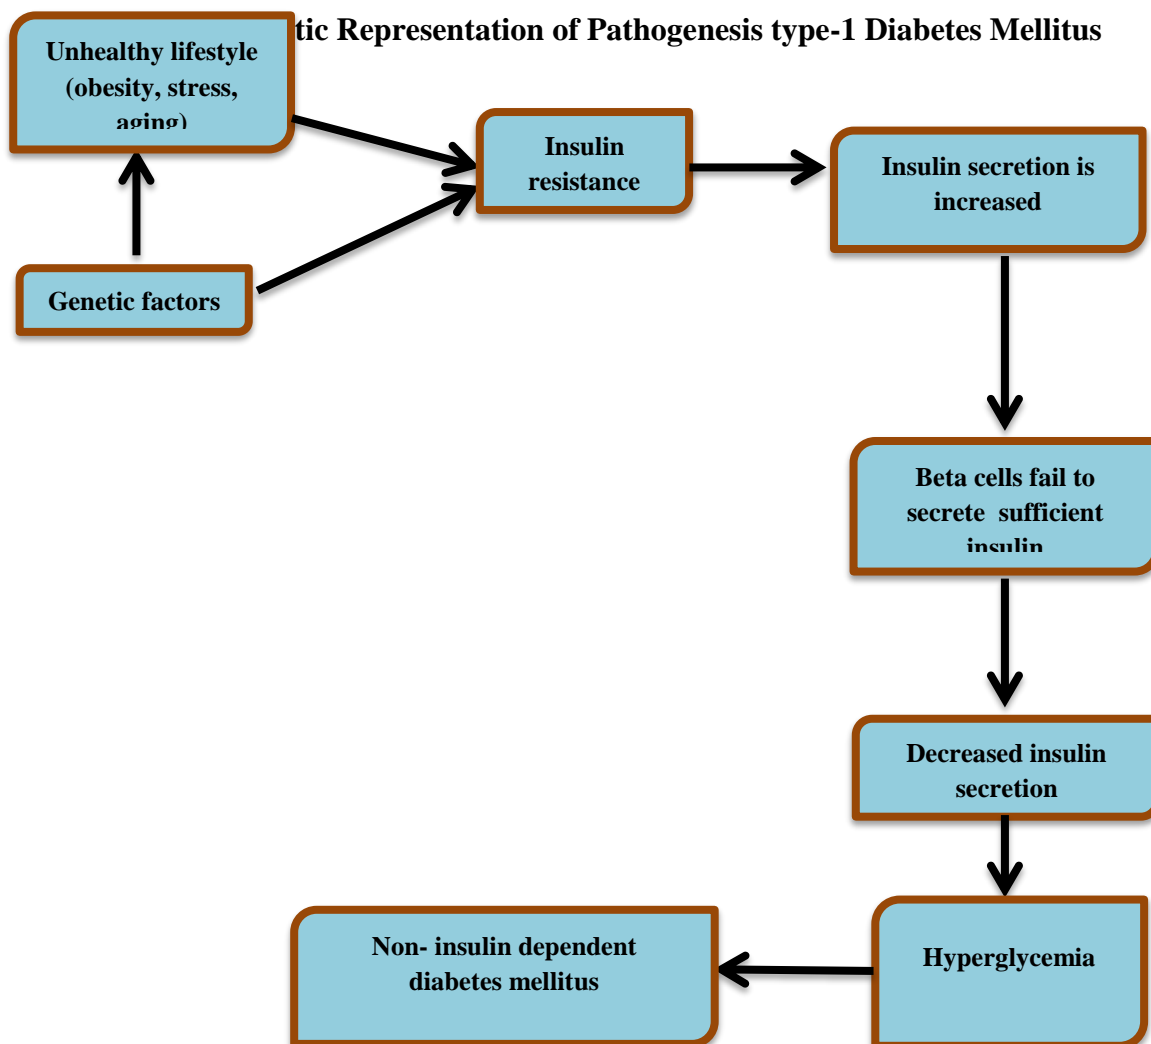 tic Representation of Pathogenesis type-1 Diabetes Mellitus
Unhealthy lifestyle
(obesity, stress,
aging)
Insulin
resistance
Insulin secretion is
increased
Genetic factors
Beta cells fail to
secrete sufficient
insulin
Decreased insulin
secretion
Hyperglycemia
Non- insulin dependent
diabetes mellitus